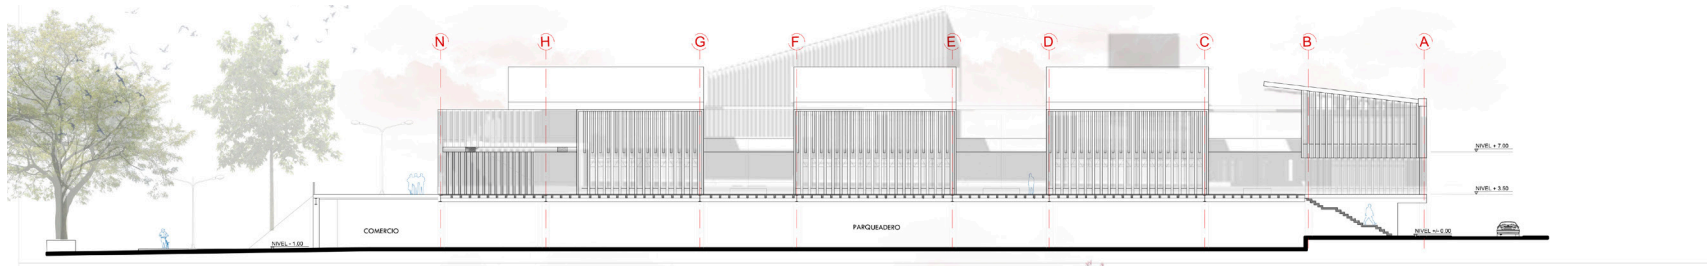 N H G F E D C B A
NIVEL + 7.00
NIVEL + 3.50
COMERCIO
PARQUEADERO
NIVEL +/- 0.00
NIVEL - 1.00